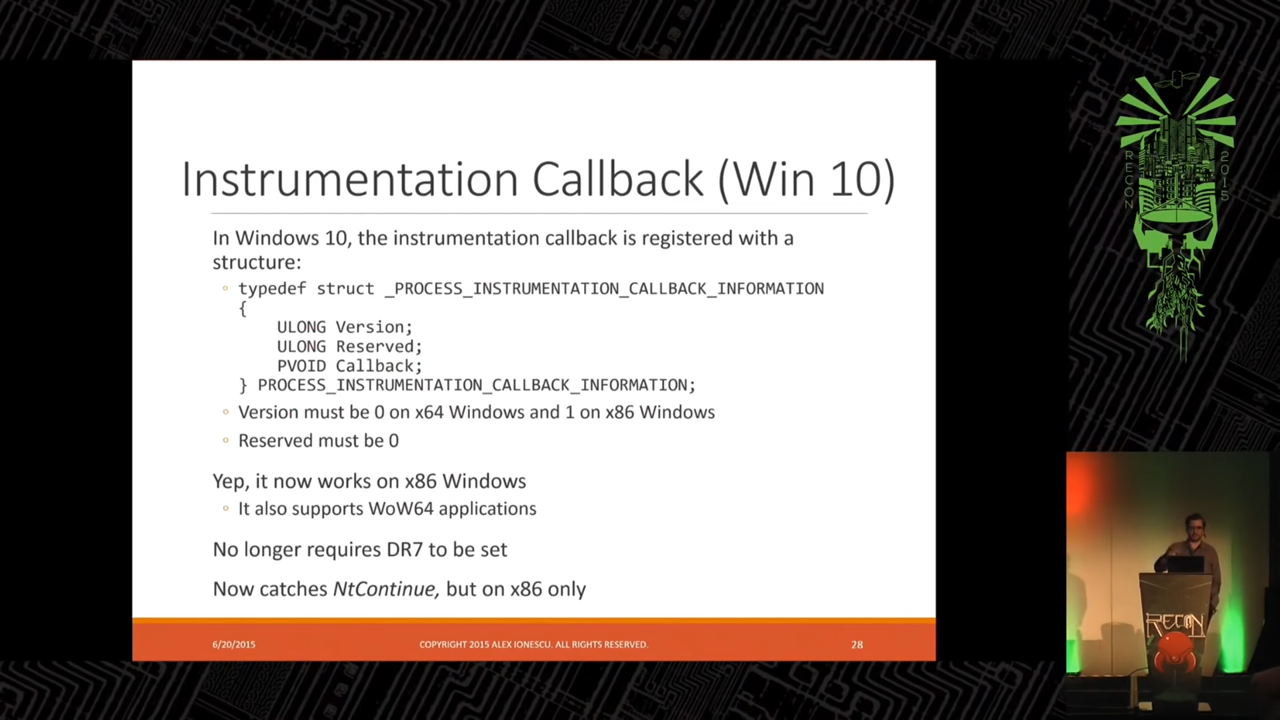 Instrumentation Callback (Win 10)
In Windows 10, the instrumentation callback is registered with a
structure:
◦ typedef struct _PROCESS_INSTRUMENTATION_CALLBACK_INFORMATION
{
ULONG Version;
ULONG Reserved;
PVOID Callback;
} PROCESS_INSTRUMENTATION_CALLBACK_INFORMATION;
◦ Version must be 0 on x64 Windows and 1 on x86 Windows
◦ Reserved must be 0
Yep, it now works on x86 Windows
◦ It also supports WoW64 applications
No longer requires DR7 to be set
Now catches NtContinue, but on x86 only
6/20/2015
COPYRIGHT 2015 ALEX IONESCU. ALL RIGHTS RESERVED.
28
RECON
2015
RECON